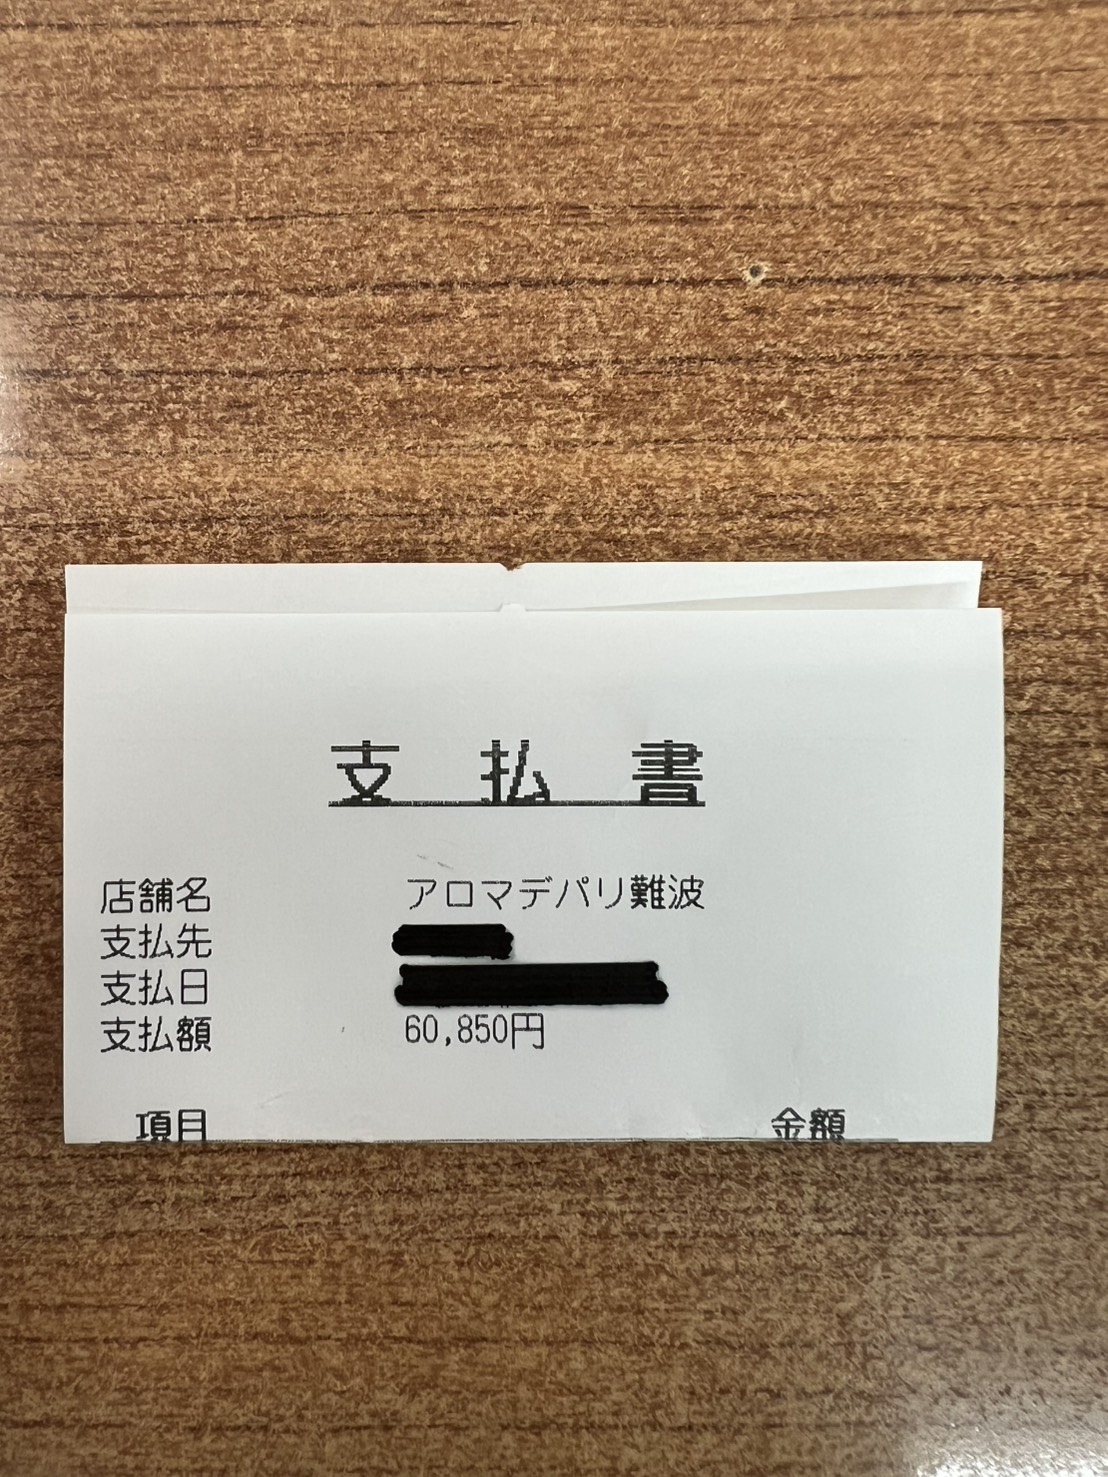 支払書
店舗名 アロマデパリ難波
支払先
支払日
支払額 60,850円
項目 金額